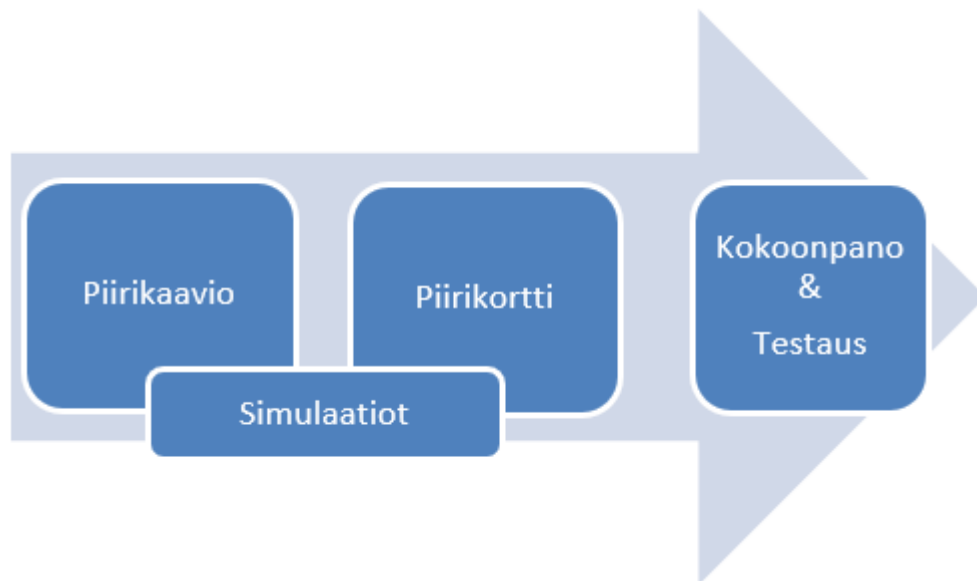 Piirikaavio
Piirikortti
Simulaatiot
Kokoonpano
&
Testaus